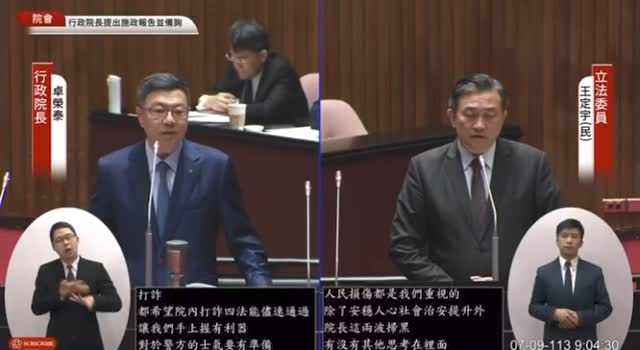 院會
行政院長提出施政報告並備詢
行政院長
卓榮泰
立法委員
王定宇(民)
打詐
都希望院內打詐四法能儘速通過
讓我們手上握有利器
對於警方的士氣要有準備
人民損傷都是我們重視的
除了安穩人心社會治安提升外
院長這兩波掃黑
有沒有其他思考在裡面
SUBSCRIBE
07-09-113 9:04:30